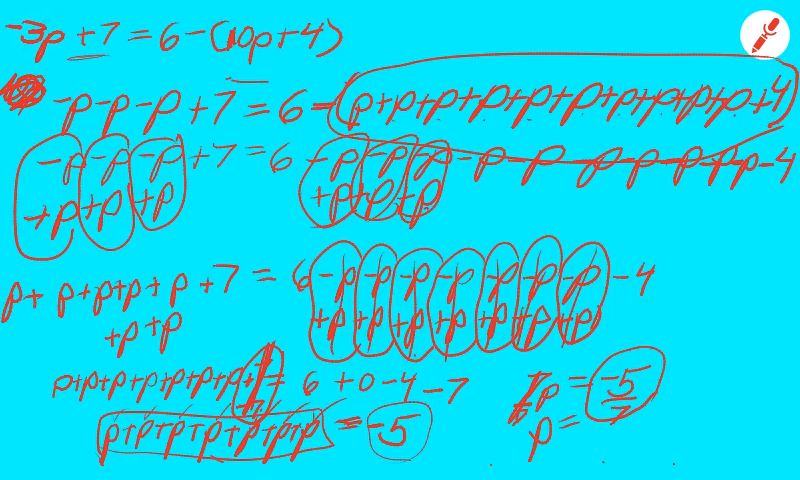 -3p + 7 = 6 - (10p + 4)
-p - p - p + 7 = 6 - (p + p + p + p + p + p + p + p + p + p + 4)
-p - p - p + 7 = 6 - p - p - p - p - p - p - p - p - p - p - 4
+p +p +p +p +p +p
p + p + p + p + p + 7 = 6 - p - p - p - p - p - p - p - 4
+p +p +p +p +p +p +p +p +p
p + p + p + p + p + p + p + 7 = 6 + 0 - 4 - 7
p + p + p + p + p + p + p = -5
7p = -5
p = 7